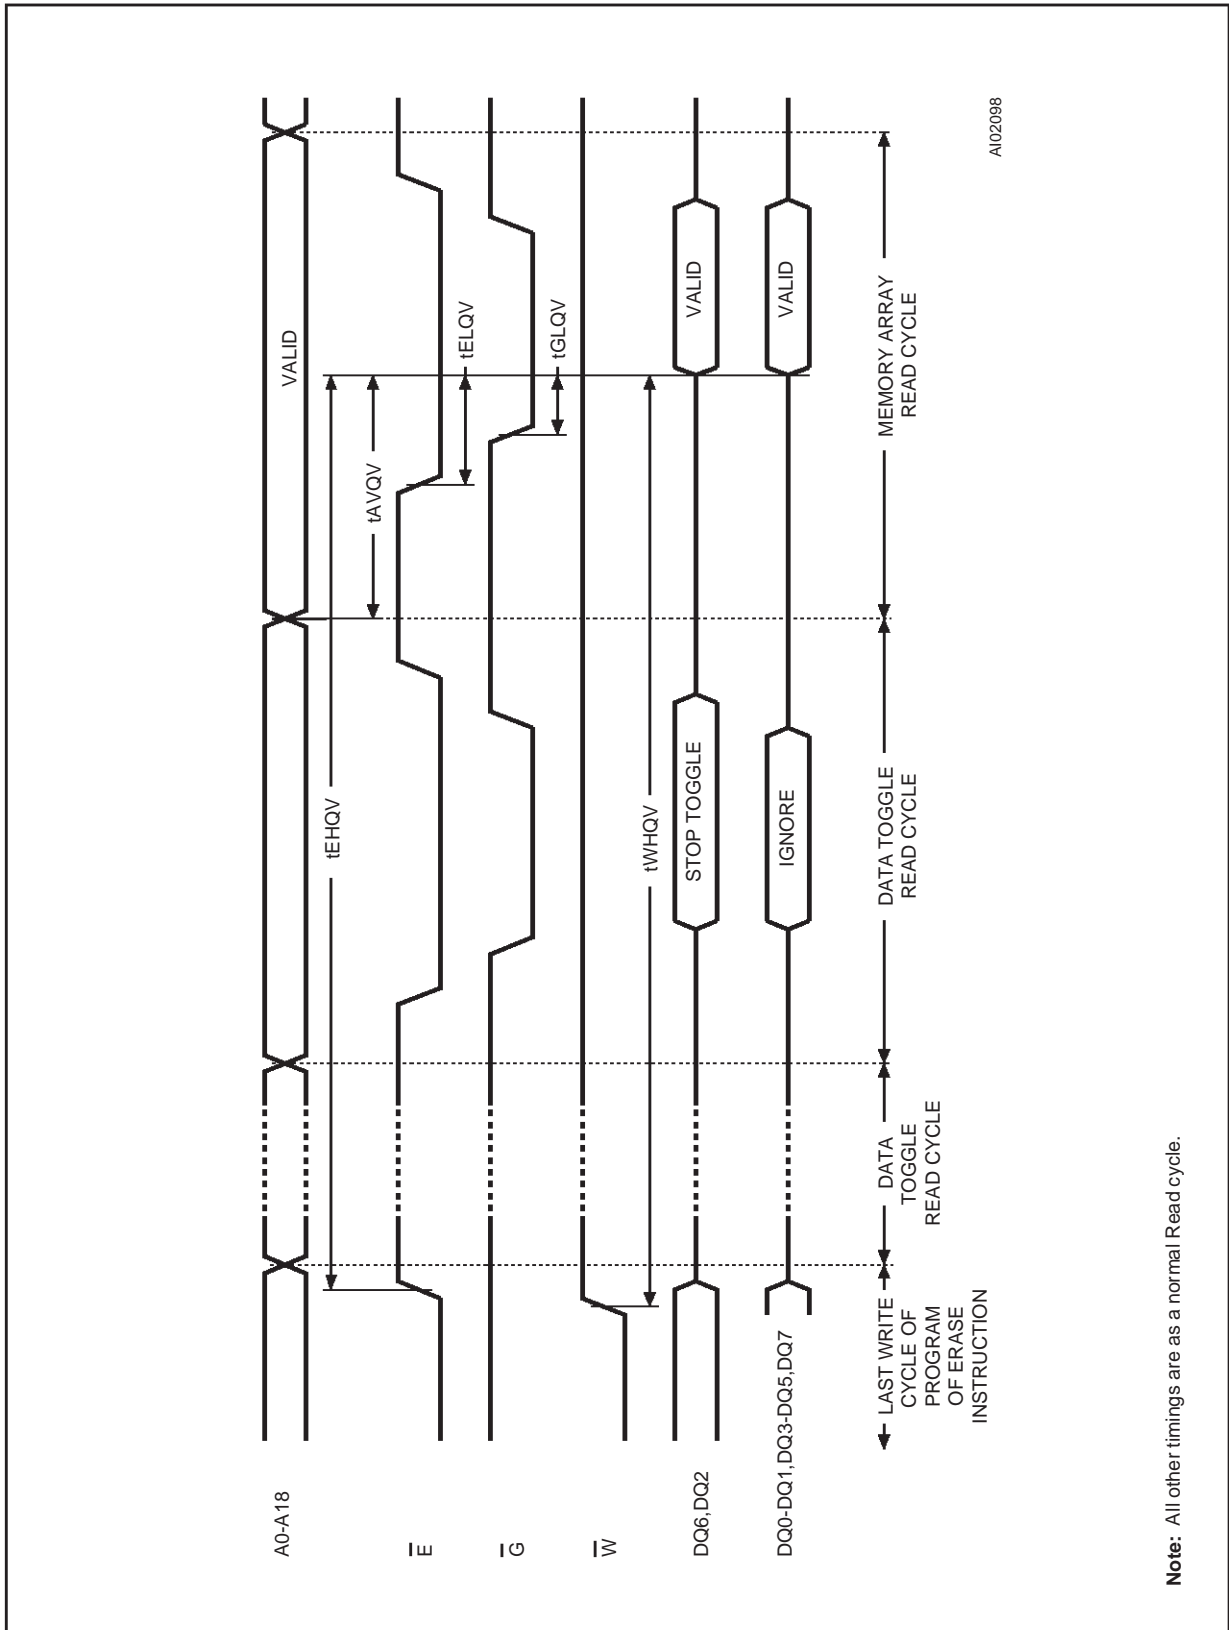 A0-A18
E
G
W
DQ6,DQ2
DQ0-DQ1,DQ3-DQ5,DQ7
VALID
tEHQV
tAVQV
tELQV
tGLQV
tWHQV
STOP TOGGLE
VALID
IGNORE
VALID
LAST WRITE
CYCLE OF
PROGRAM
OF ERASE
INSTRUCTION
DATA
TOGGLE
READ CYCLE
DATA TOGGLE
READ CYCLE
MEMORY ARRAY
READ CYCLE
AI02098
Note: All other timings are as a normal Read cycle.